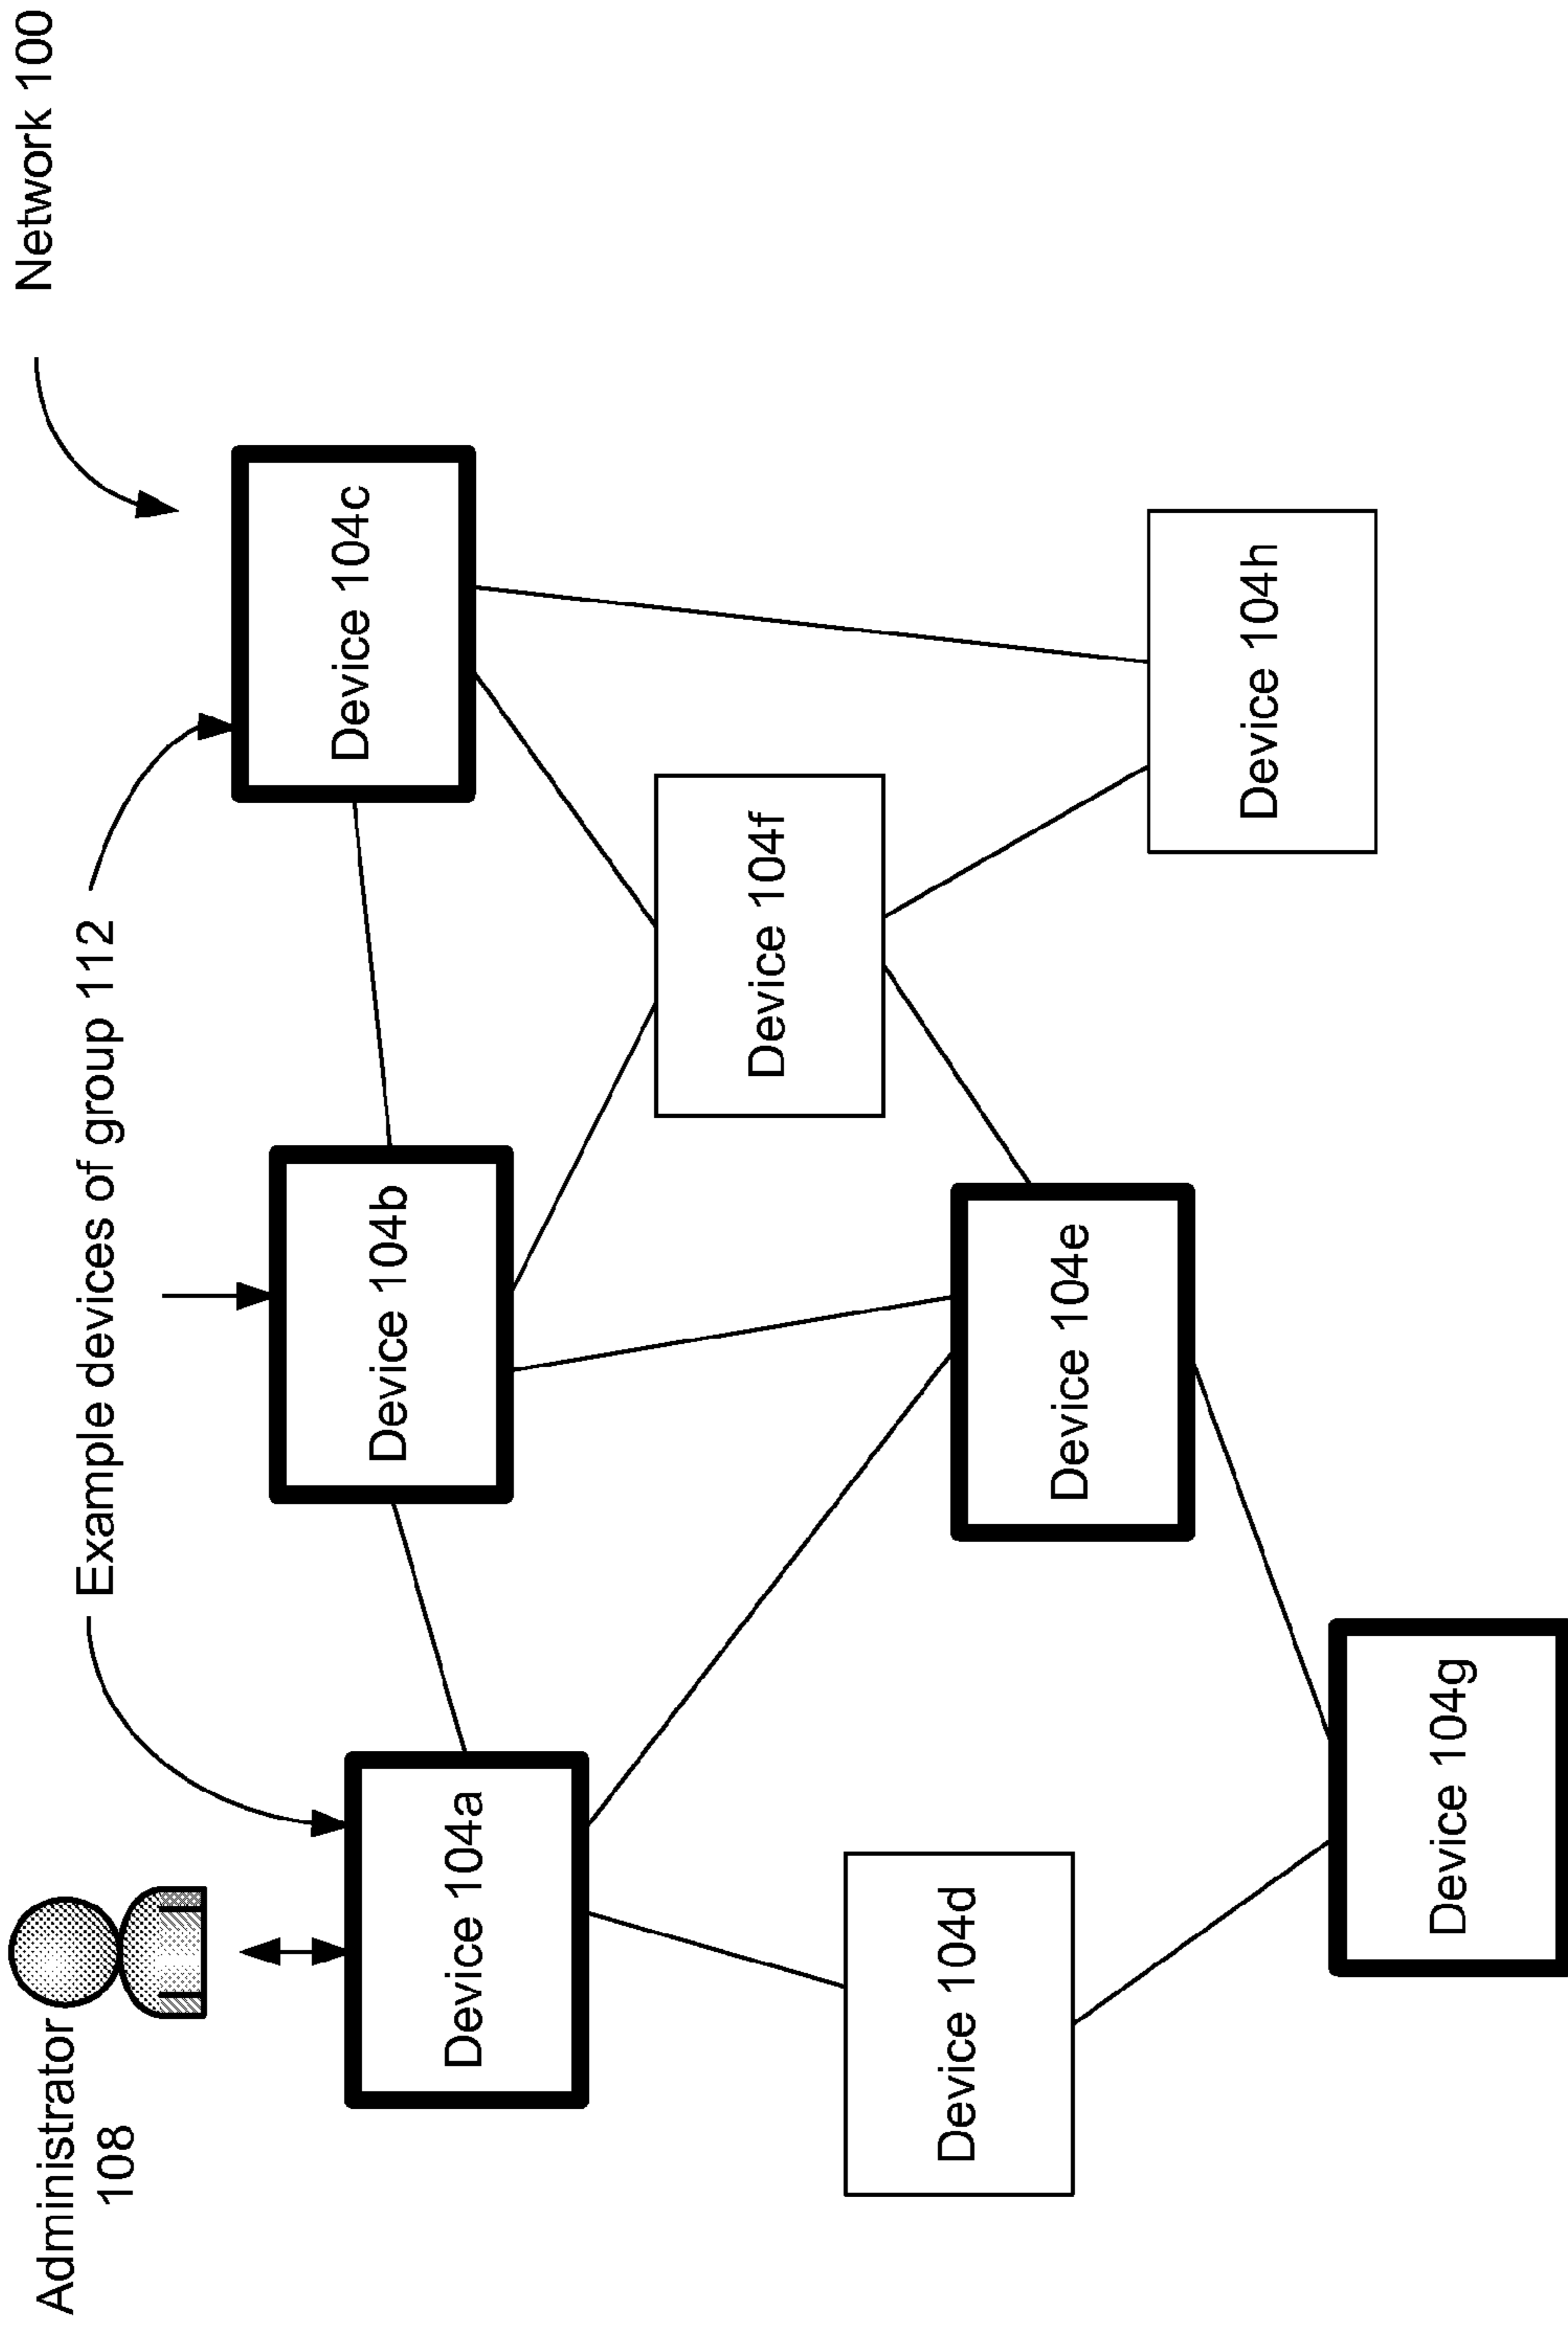 Network 100
Example devices of group 112
Administrator
108
Device 104a
Device 104b
Device 104c
Device 104d
Device 104e
Device 104f
Device 104g
Device 104h